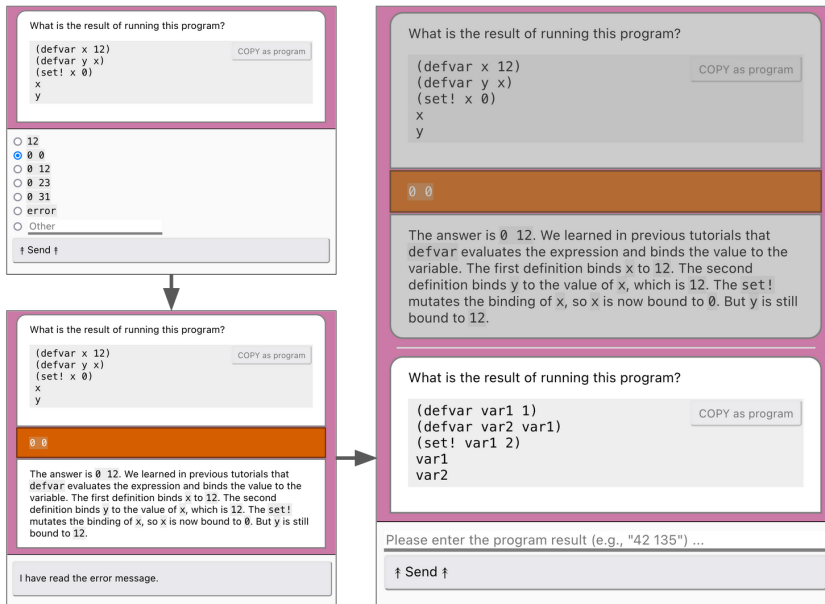 What is the result of running this program?
(defvar x 12)
COPY as program
(defvar y x)
(set! x 0)
x
y
12
0 0
0 12
0 23
0 31
error
Other
↟ Send ↟
What is the result of running this program?
(defvar x 12)
COPY as program
(defvar y x)
(set! x 0)
x
y
0 0
The answer is 0 12. We learned in previous tutorials that
defvar evaluates the expression and binds the value to the
variable. The first definition binds x to 12. The second
definition binds y to the value of x, which is 12. The set!
mutates the binding of x, so x is now bound to 0. But y is still
bound to 12.
I have read the error message.
What is the result of running this program?
(defvar x 12)
COPY as program
(defvar y x)
(set! x 0)
x
y
0 0
The answer is 0 12. We learned in previous tutorials that
defvar evaluates the expression and binds the value to the
variable. The first definition binds x to 12. The second
definition binds y to the value of x, which is 12. The set!
mutates the binding of x, so x is now bound to 0. But y is still
bound to 12.
What is the result of running this program?
(defvar var1 1)
COPY as program
(defvar var2 var1)
(set! var1 2)
var1
var2
Please enter the program result (e.g., "42 135") ...
↟ Send ↟